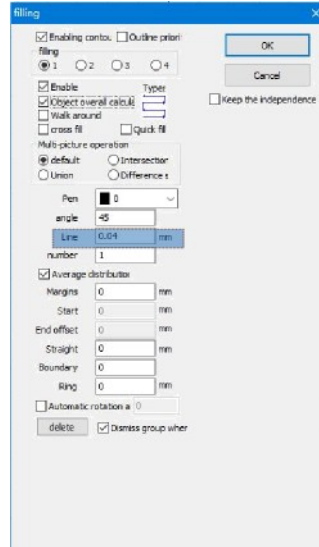 filling
Enabling contou Outline priorit
OK
filling
1 2 3 4
Cancel
Enable Type:
Object overall calcula Keep the independence
Walk around
cross fill Quick fill
Multi-picture operation
default Intersection
Union Difference s
Pen 0
angle 45
Line 0.04 mm
number 1
Average distribution
Margins 0 mm
Start 0 mm
End offset 0 mm
Straight 0 mm
Boundary 0
Ring 0 mm
Automatic rotation a 0
delete Dismiss group wher